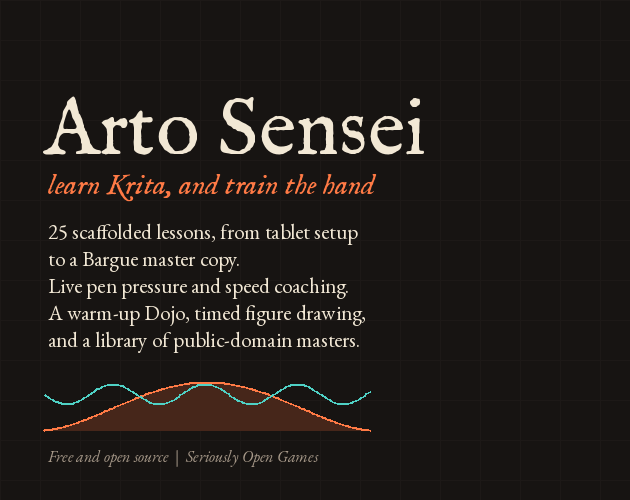 Arto Sensei
learn Krita, and train the hand
25 scaffolded lessons, from tablet setup
to a Bargue master copy.
Live pen pressure and speed coaching.
A warm-up Dojo, timed figure drawing,
and a library of public-domain masters.
Free and open source | Seriously Open Games